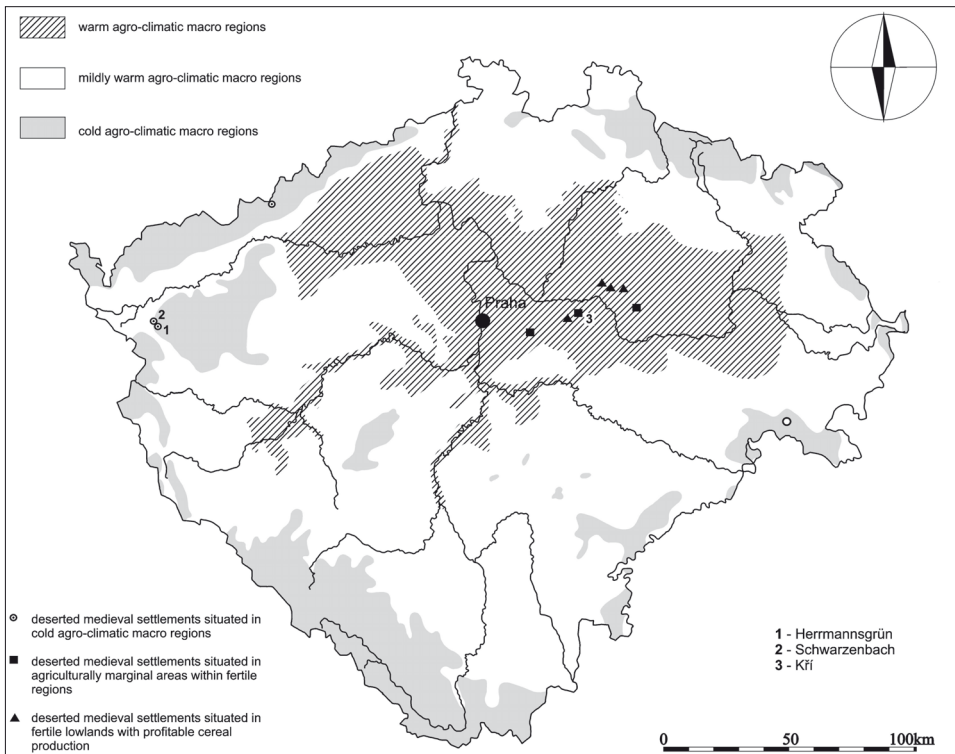 warm agro-climatic macro regions
mildly warm agro-climatic macro regions
cold agro-climatic macro regions
2
1
Praha
3
deserted medieval settlements situated in
cold agro-climatic macro regions
deserted medieval settlements situated in
agriculturally marginal areas within fertile
regions
deserted medieval settlements situated in
fertile lowlands with profitable cereal
production
1 - Herrmannsgrün
2 - Schwarzenbach
3 - Kří
0 50 100km